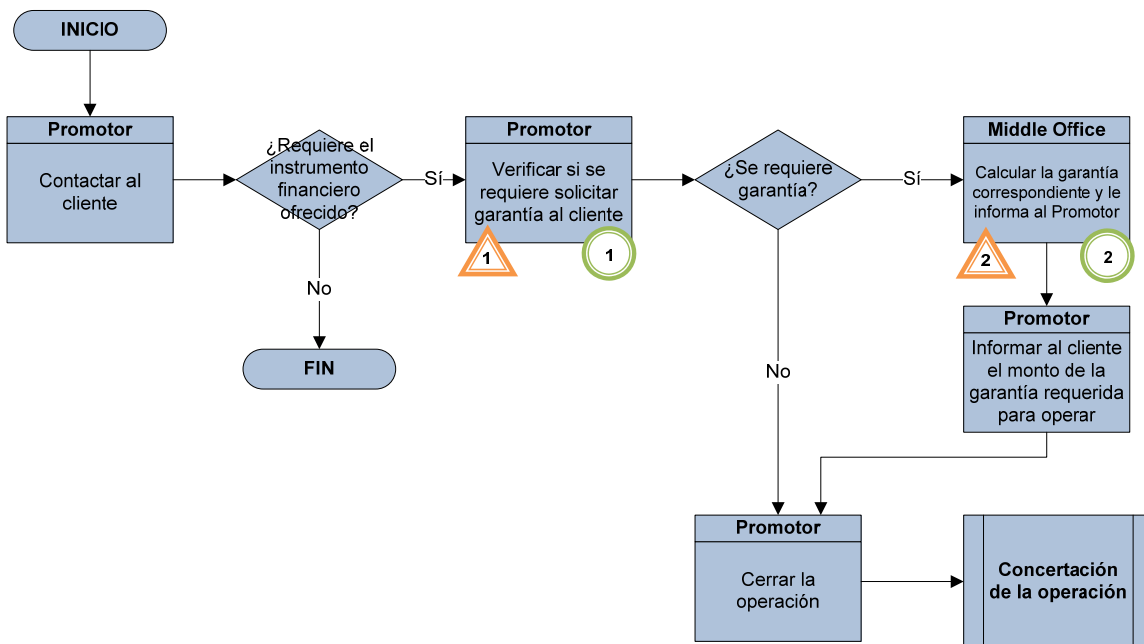 INICIO
Promotor
Contactar al
cliente
¿Requiere el
instrumento
financiero
ofrecido?
Sí
No
FIN
Promotor
Verificar si se
requiere solicitar
garantía al cliente
1
1
¿Se requiere
garantía?
Sí
No
Middle Office
Calcular la garantía
correspondiente y le
informa al Promotor
2
2
Promotor
Informar al cliente
el monto de la
garantía requerida
para operar
Promotor
Cerrar la
operación
Concertación
de la operación